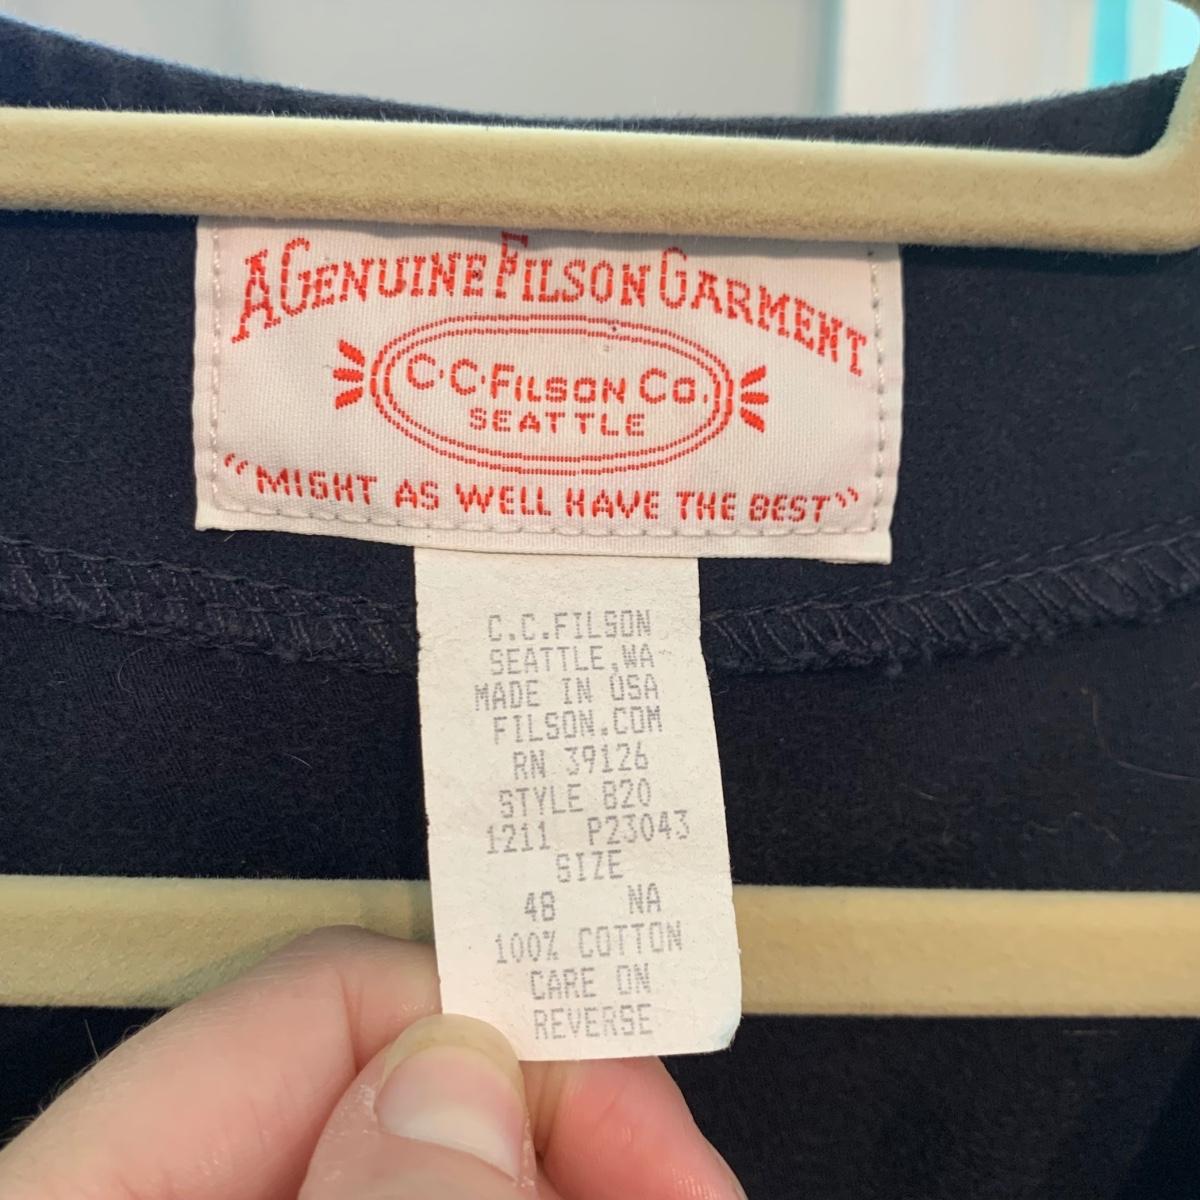 A GENUINE FILSON GARMENT
C.C. FILSON Co.
SEATTLE
"MIGHT AS WELL HAVE THE BEST"
C.C.FILSON
SEATTLE,WA
MADE IN USA
FILSON.COM
RN 39126
STYLE 820
1211 P23043
SIZE
48 NA
100% COTTON
CARE ON
REVERSE